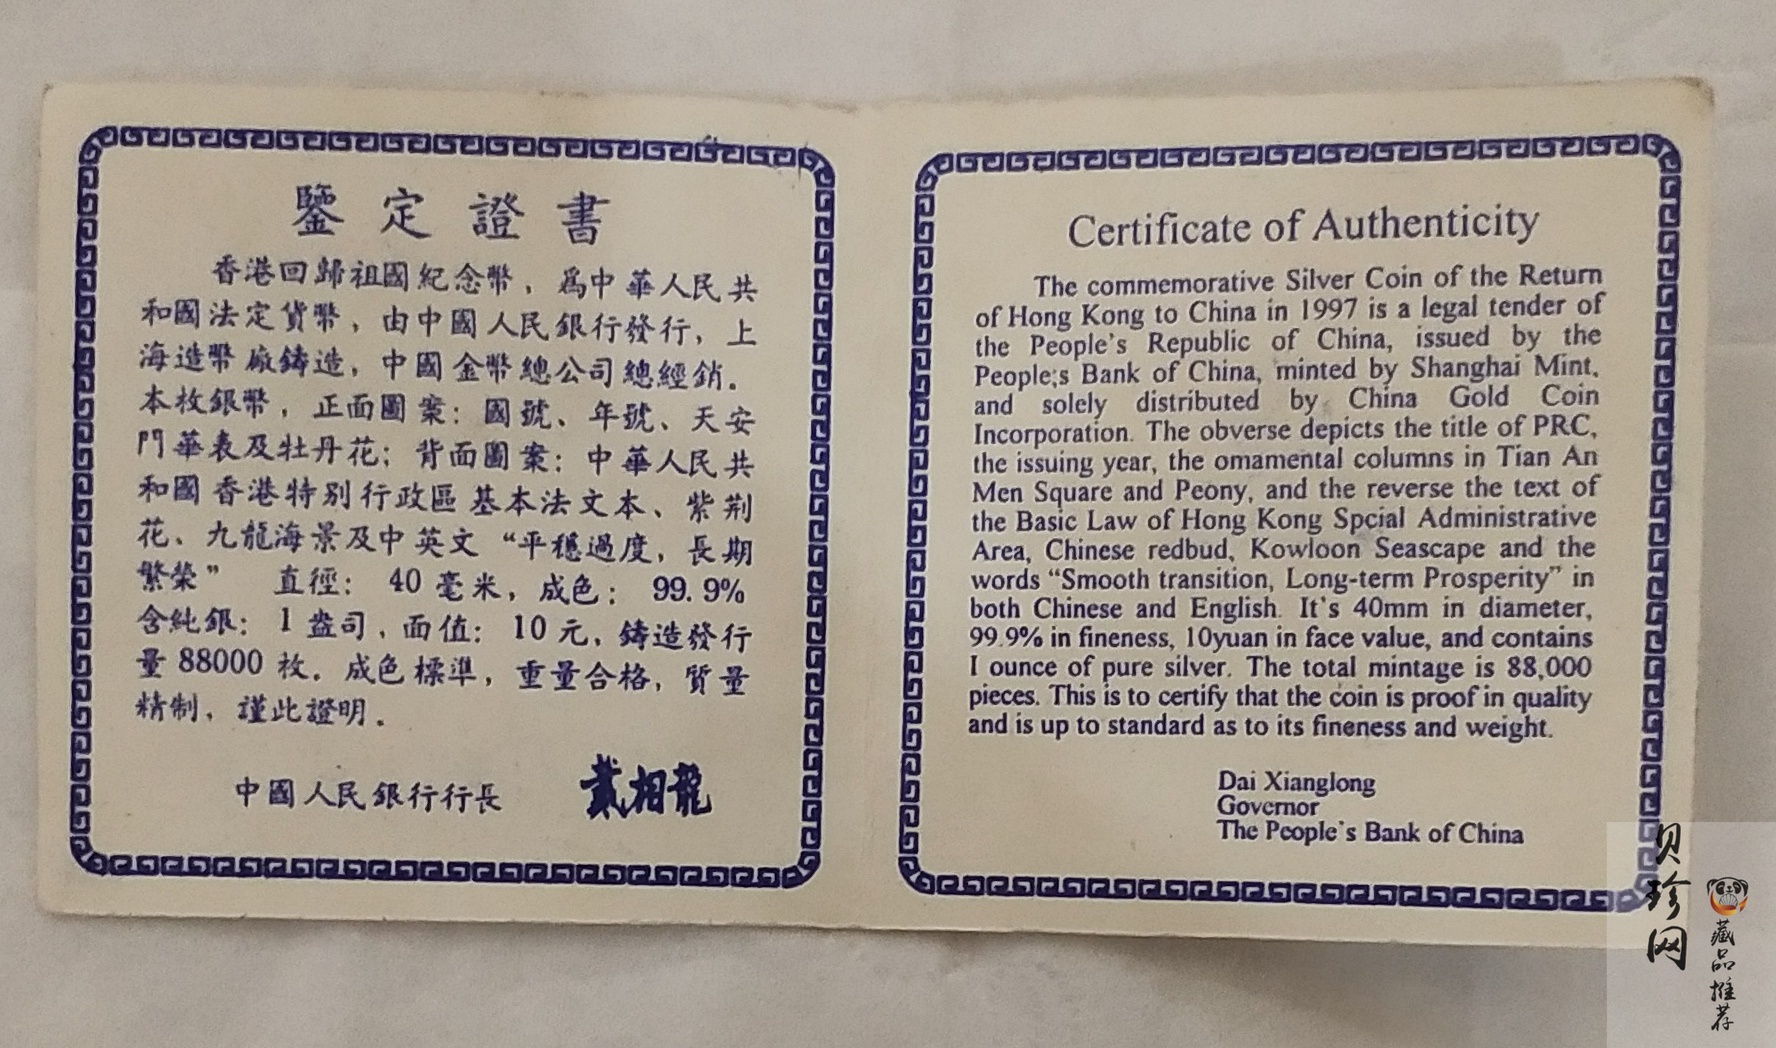 鑒定證書
香港回歸祖國紀念幣，爲中華人民共
和國法定貨幣，由中國人民銀行發行，上
海造幣廠鑄造，中國金幣總公司總經銷．
本枚銀幣，正面圖案：國號、年號、天安
門華表及牡丹花；背面圖案：中華人民共
和國香港特别行政區基本法文本、紫荆
花、九龍海景及中英文“平穩過度，長期
繁榮” 直徑：40毫米，成色：99.9%
含純銀：1盎司，面值：10元，鑄造發行
量88000枚．成色標準，重量合格，質量
精制，謹此證明．
中國人民銀行行長 戴相龍
Certificate of Authenticity
The commemorative Silver Coin of the Return
of Hong Kong to China in 1997 is a legal tender of
the People's Republic of China, issued by the
People;s Bank of China, minted by Shanghai Mint,
and solely distributed by China Gold Coin
Incorporation. The obverse depicts the title of PRC,
the issuing year, the omamental columns in Tian An
Men Square and Peony, and the reverse the text of
the Basic Law of Hong Kong Spcial Administrative
Area, Chinese redbud, Kowloon Seascape and the
words “Smooth transition, Long-term Prosperity” in
both Chinese and English. It's 40mm in diameter,
99.9% in fineness, 10yuan in face value, and contains
1 ounce of pure silver. The total mintage is 88,000
pieces. This is to certify that the coin is proof in quality
and is up to standard as to its fineness and weight.
Dai Xianglong
Governor
The People's Bank of China
贝珍网
藏品推荐